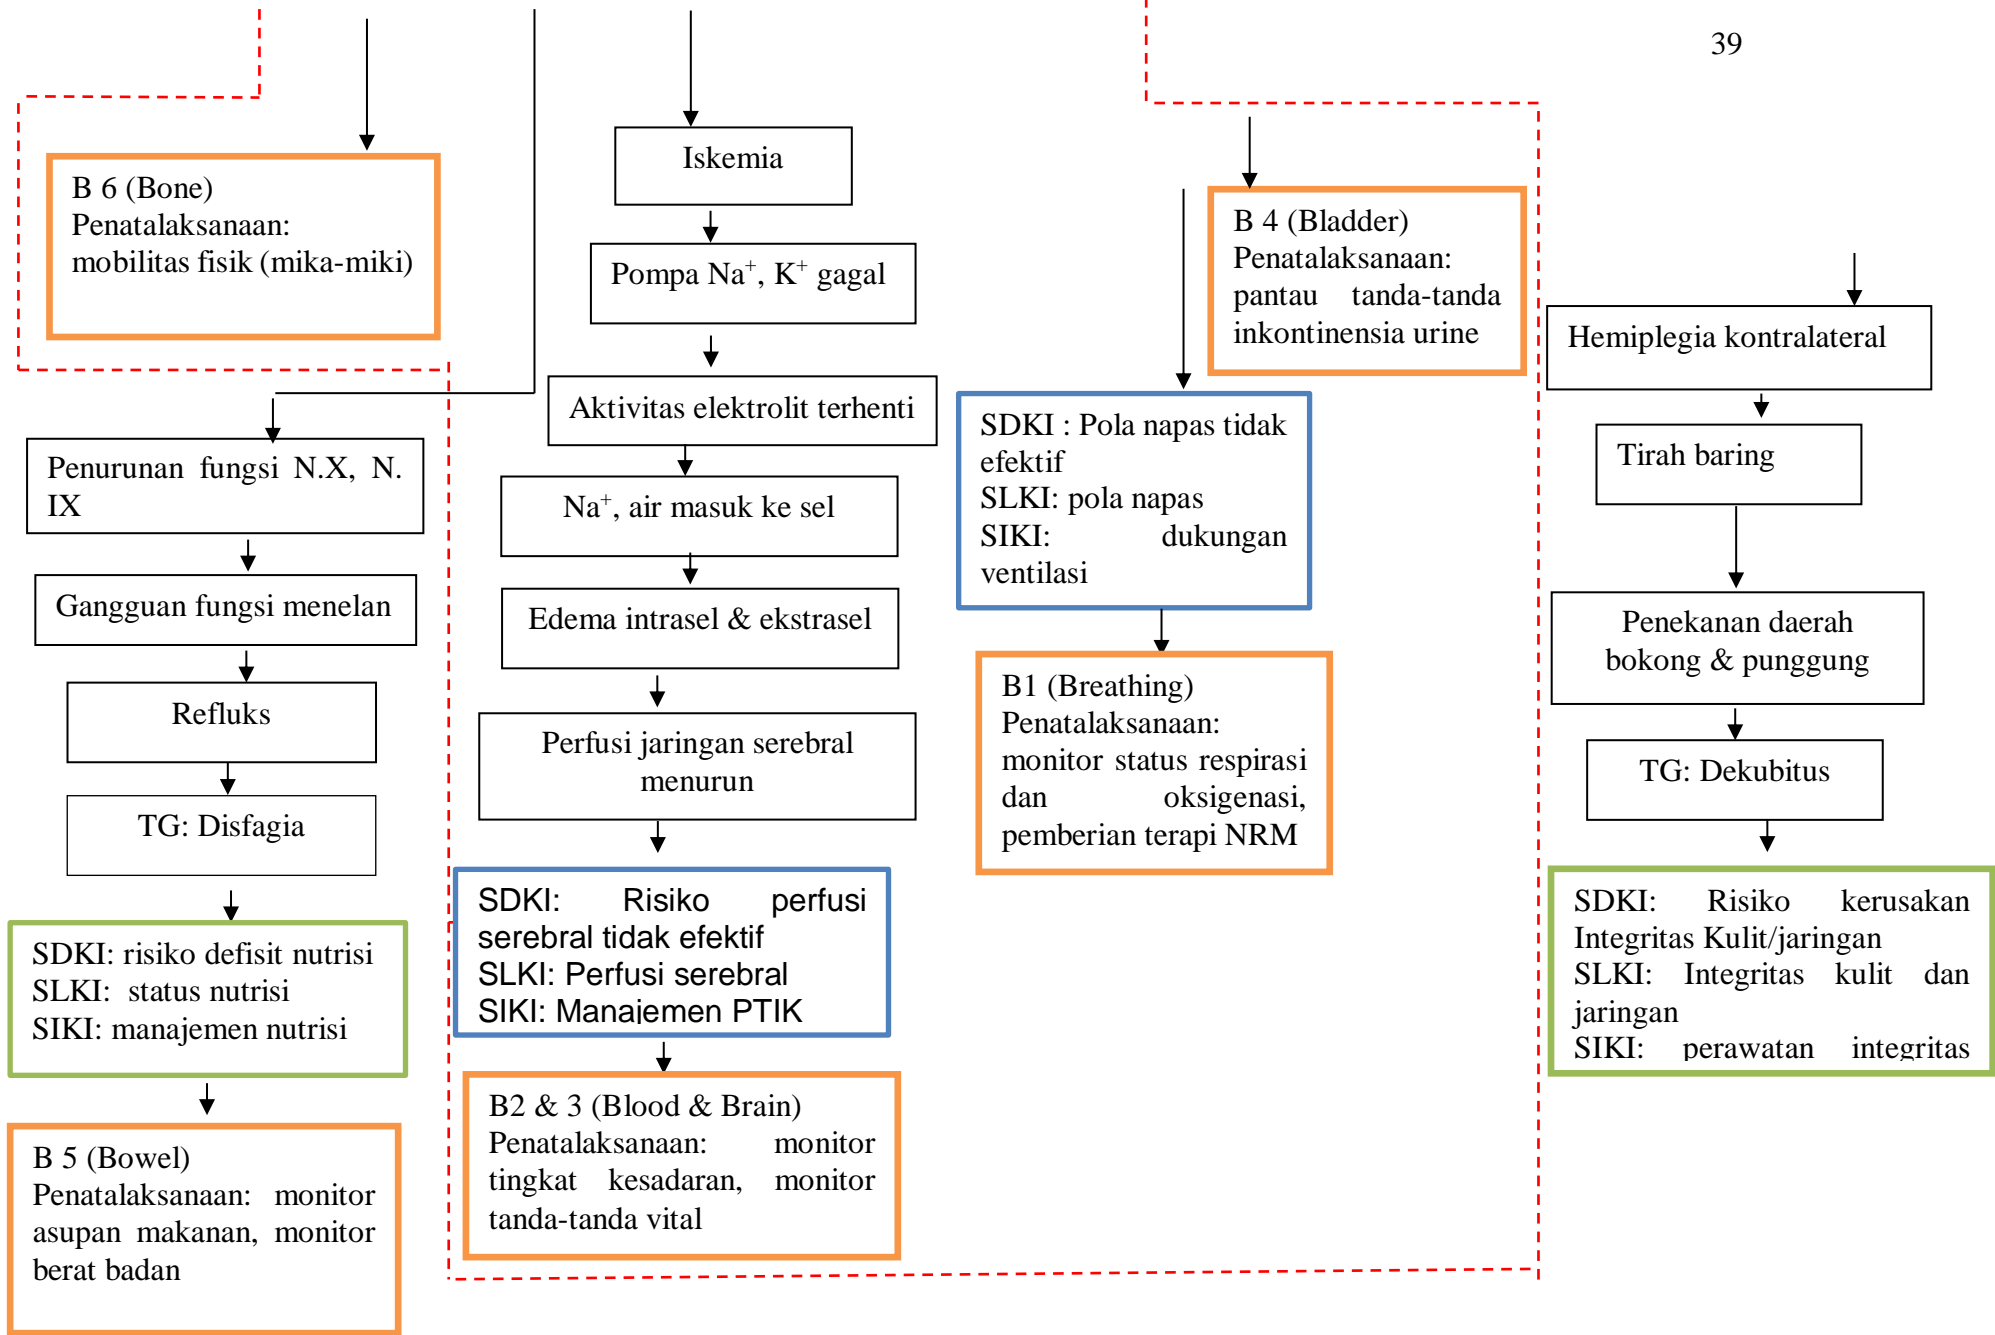 39
B 6 (Bone)
Penatalaksanaan:
mobilitas fisik (mika-miki)
Penurunan fungsi N.X, N.
IX
Gangguan fungsi menelan
Refluks
TG: Disfagia
SDKI: risiko defisit nutrisi
SLKI: status nutrisi
SIKI: manajemen nutrisi
B 5 (Bowel)
Penatalaksanaan: monitor
asupan makanan, monitor
berat badan
Iskemia
Pompa Na⁺, K⁺ gagal
Aktivitas elektrolit terhenti
Na⁺, air masuk ke sel
Edema intrasel & ekstrasel
Perfusi jaringan serebral
menurun
SDKI: Risiko perfusi
serebral tidak efektif
SLKI: Perfusi serebral
SIKI: Manajemen PTIK
B2 & 3 (Blood & Brain)
Penatalaksanaan: monitor
tingkat kesadaran, monitor
tanda-tanda vital
SDKI : Pola napas tidak
efektif
SLKI: pola napas
SIKI: dukungan
ventilasi
B1 (Breathing)
Penatalaksanaan:
monitor status respirasi
dan oksigenasi,
pemberian terapi NRM
B 4 (Bladder)
Penatalaksanaan:
pantau tanda-tanda
inkontinensia urine
Hemiplegia kontralateral
Tirah baring
Penekanan daerah
bokong & punggung
TG: Dekubitus
SDKI: Risiko kerusakan
Integritas Kulit/jaringan
SLKI: Integritas kulit dan
jaringan
SIKI: perawatan integritas